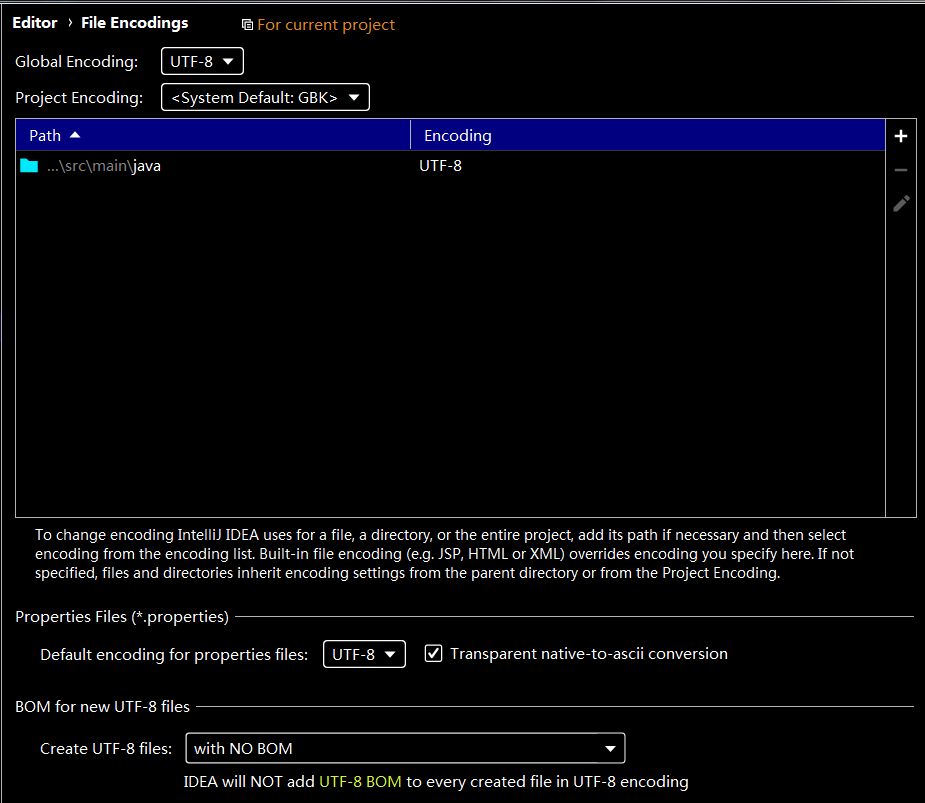 Editor › File Encodings For current project
Global Encoding: UTF-8
Project Encoding: <System Default: GBK>
Path Encoding
...\src\main\java UTF-8
To change encoding IntelliJ IDEA uses for a file, a directory, or the entire project, add its path if necessary and then select
encoding from the encoding list. Built-in file encoding (e.g. JSP, HTML or XML) overrides encoding you specify here. If not
specified, files and directories inherit encoding settings from the parent directory or from the Project Encoding.
Properties Files (*.properties)
Default encoding for properties files: UTF-8 Transparent native-to-ascii conversion
BOM for new UTF-8 files
Create UTF-8 files: with NO BOM
IDEA will NOT add UTF-8 BOM to every created file in UTF-8 encoding